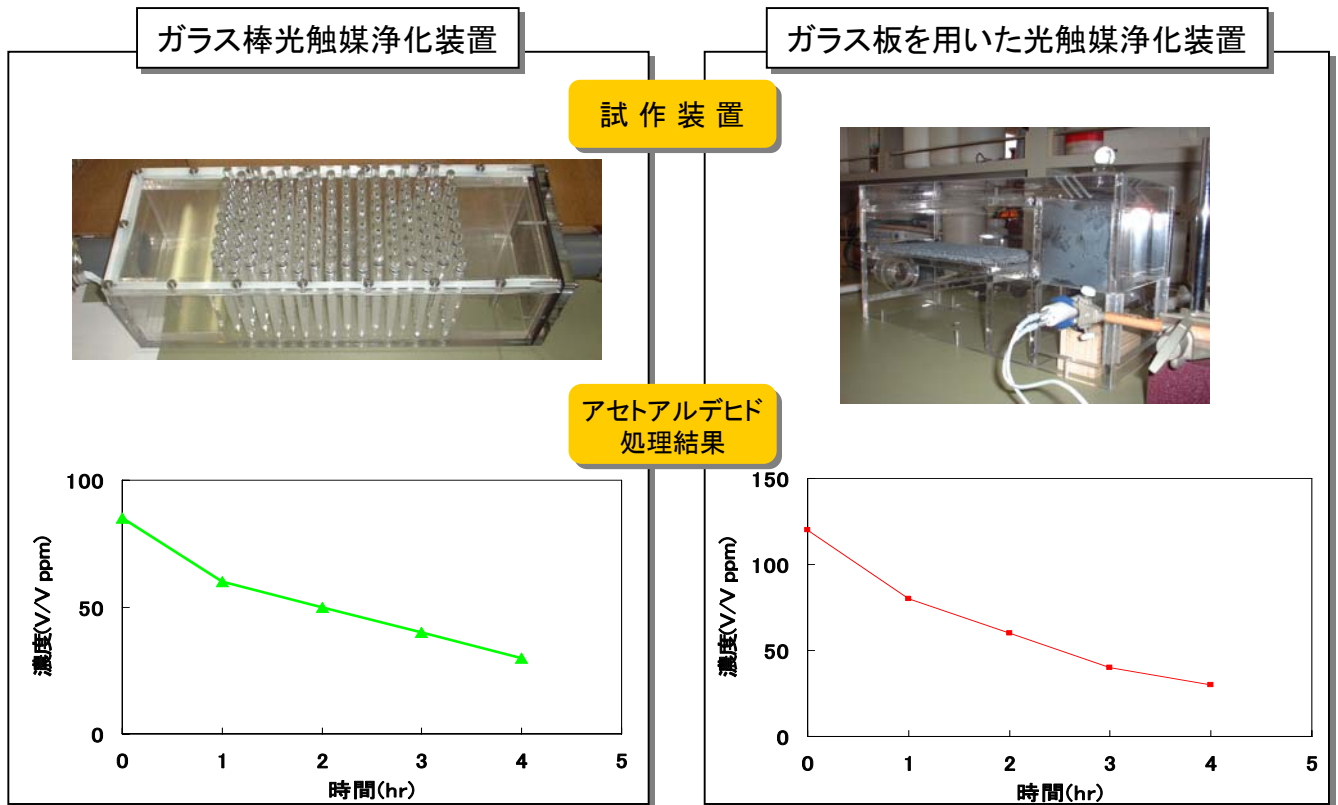 ガラス棒光触媒浄化装置
ガラス板を用いた光触媒浄化装置
試作装置
アセトアルデヒド
処理結果
100
50
0
0
1
2
3
4
5
濃度(V/V ppm)
時間(hr)
150
100
50
0
0
1
2
3
4
5
濃度(V/V ppm)
時間(hr)